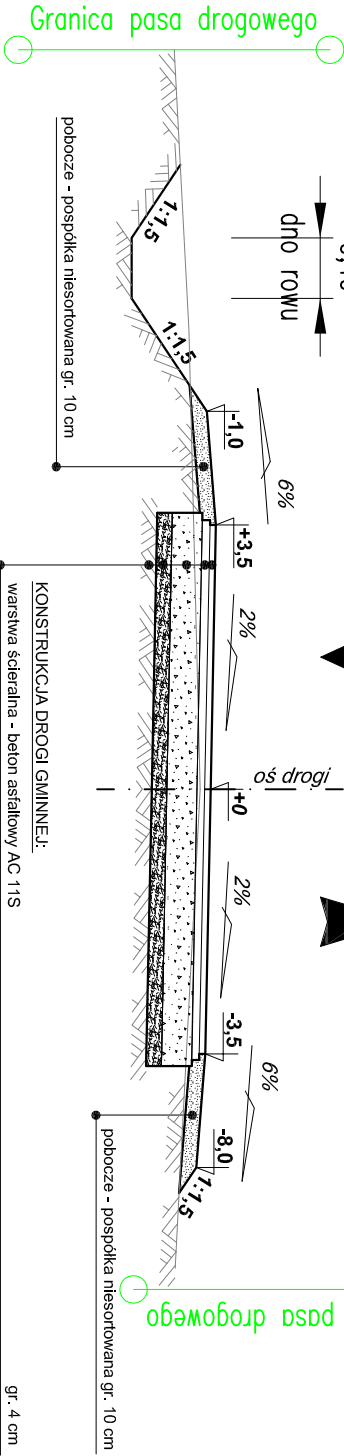 Granica pasa drogowego
dno rowu
1:1,5
1:1,5
-1,0
6%
+3,5
2%
oś drogi
+0
2%
-3,5
6%
-8,0
1:1,5
pasa drogowego
pobocze - pospółka niesortowana gr. 10 cm
pobocze - pospółka niesortowana gr. 10 cm
KONSTRUKCJA DROGI GMINNEJ:
warstwa ścieralna - beton asfaltowy AC 11S
gr. 4 cm